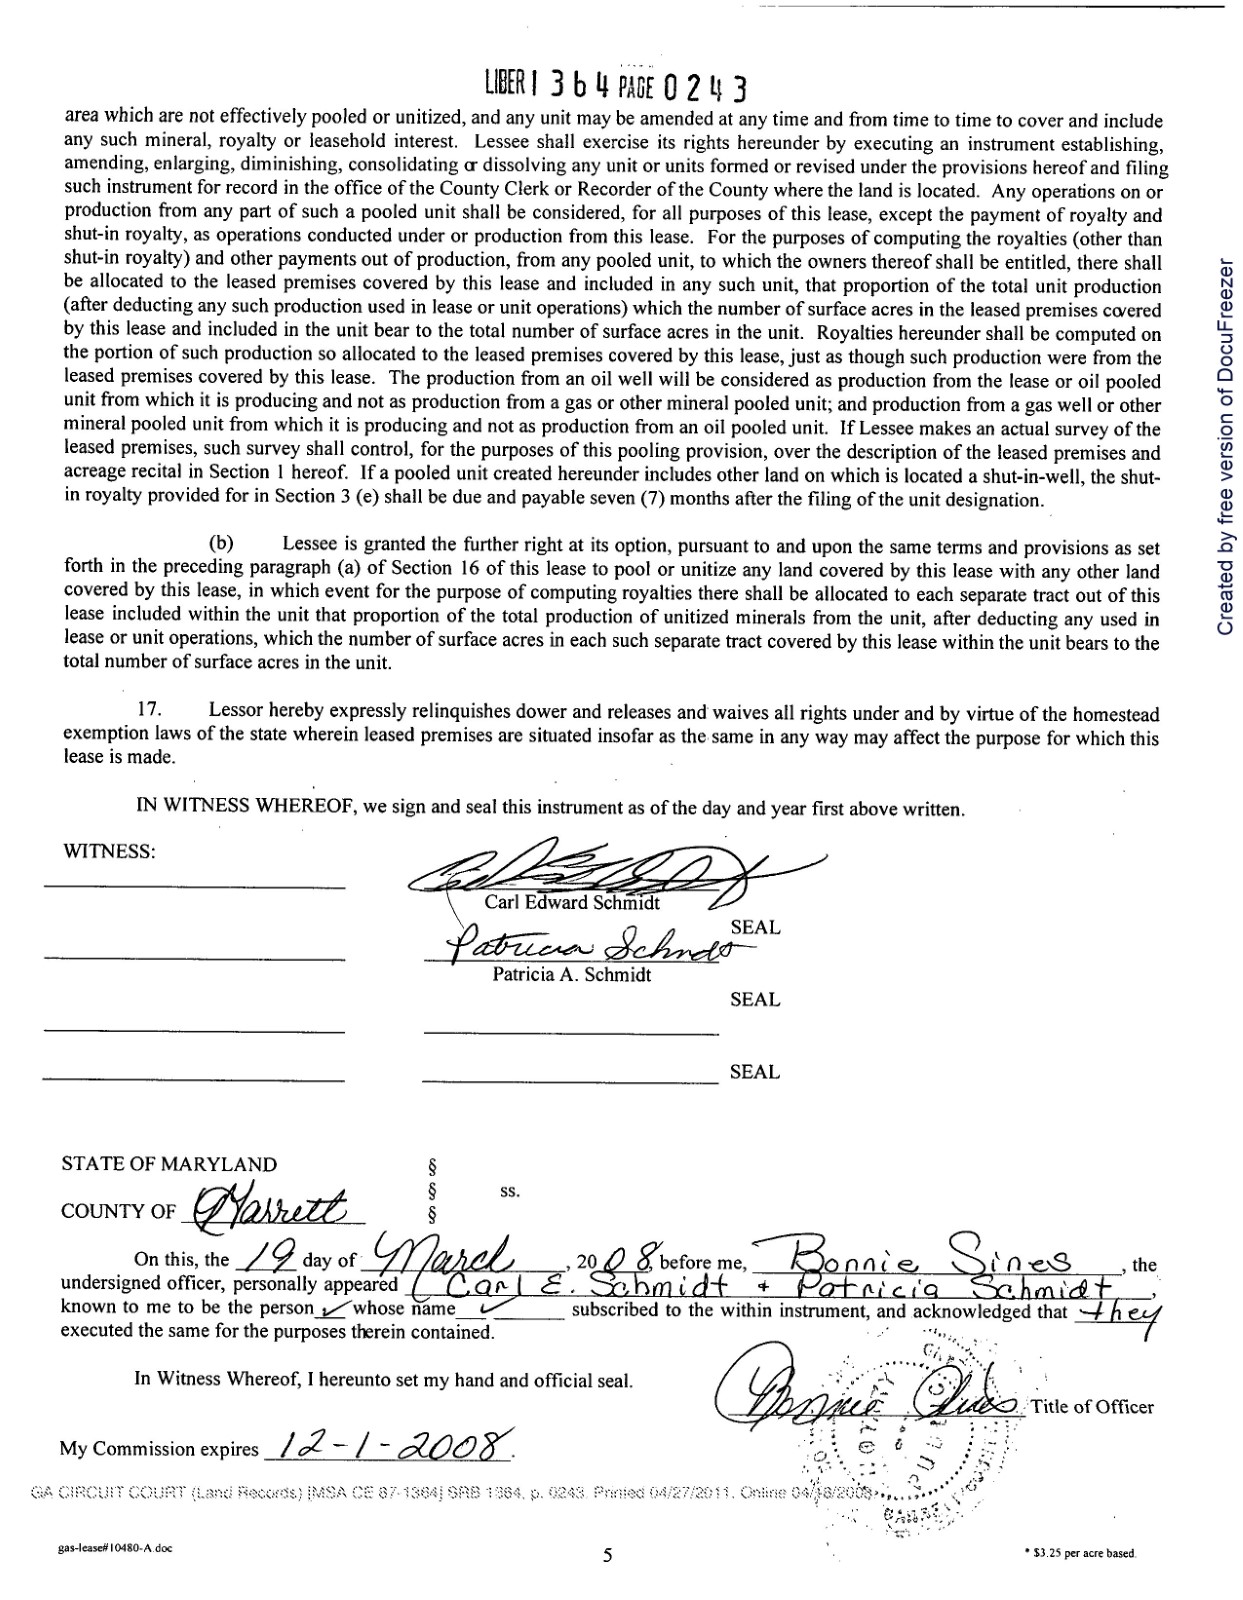 LIBER 1364 PAGE 0243
area which are not effectively pooled or unitized, and any unit may be amended at any time and from time to time to cover and include
any such mineral, royalty or leasehold interest. Lessee shall exercise its rights hereunder by executing an instrument establishing,
amending, enlarging, diminishing, consolidating or dissolving any unit or units formed or revised under the provisions hereof and filing
such instrument for record in the office of the County Clerk or Recorder of the County where the land is located. Any operations on or
production from any part of such a pooled unit shall be considered, for all purposes of this lease, except the payment of royalty and
shut-in royalty, as operations conducted under or production from this lease. For the purposes of computing the royalties (other than
shut-in royalty) and other payments out of production, from any pooled unit, to which the owners thereof shall be entitled, there shall
be allocated to the leased premises covered by this lease and included in any such unit, that proportion of the total unit production
(after deducting any such production used in lease or unit operations) which the number of surface acres in the leased premises covered
by this lease and included in the unit bear to the total number of surface acres in the unit. Royalties hereunder shall be computed on
the portion of such production so allocated to the leased premises covered by this lease, just as though such production were from the
leased premises covered by this lease. The production from an oil well will be considered as production from the lease or oil pooled
unit from which it is producing and not as production from a gas or other mineral pooled unit; and production from a gas well or other
mineral pooled unit from which it is producing and not as production from an oil pooled unit. If Lessee makes an actual survey of the
leased premises, such survey shall control, for the purposes of this pooling provision, over the description of the leased premises and
acreage recital in Section 1 hereof. If a pooled unit created hereunder includes other land on which is located a shut-in-well, the shut-
in royalty provided for in Section 3 (e) shall be due and payable seven (7) months after the filing of the unit designation.
(b) Lessee is granted the further right at its option, pursuant to and upon the same terms and provisions as set
forth in the preceding paragraph (a) of Section 16 of this lease to pool or unitize any land covered by this lease with any other land
covered by this lease, in which event for the purpose of computing royalties there shall be allocated to each separate tract out of this
lease included within the unit that proportion of the total production of unitized minerals from the unit, after deducting any used in
lease or unit operations, which the number of surface acres in each such separate tract covered by this lease within the unit bears to the
total number of surface acres in the unit.
17. Lessor hereby expressly relinquishes dower and releases and waives all rights under and by virtue of the homestead
exemption laws of the state wherein leased premises are situated insofar as the same in any way may affect the purpose for which this
lease is made.
IN WITNESS WHEREOF, we sign and seal this instrument as of the day and year first above written.
WITNESS:
Carl Edward Schmidt
SEAL
Patricia Schmidt
Patricia A. Schmidt
SEAL
SEAL
STATE OF MARYLAND §
§ ss.
COUNTY OF Garrett §
On this, the 19 day of March, 2008, before me, Bonnie Sines, the
undersigned officer, personally appeared Carl E. Schmidt + Patricia Schmidt,
known to me to be the person ✓ whose name ✓ subscribed to the within instrument, and acknowledged that they
executed the same for the purposes therein contained.
In Witness Whereof, I hereunto set my hand and official seal.
Bonnie Sines Title of Officer
NOTARY PUBLIC
My Commission expires 12-1-2008.
GA CIRCUIT COURT (Land Records) [MSA CE 87-1364] SRB 1364, p. 0243. Printed 04/27/2011. Online 04/18/2008.
gas-lease#10480-A.doc
5
* $3.25 per acre based.
Created by free version of DocuFreezer